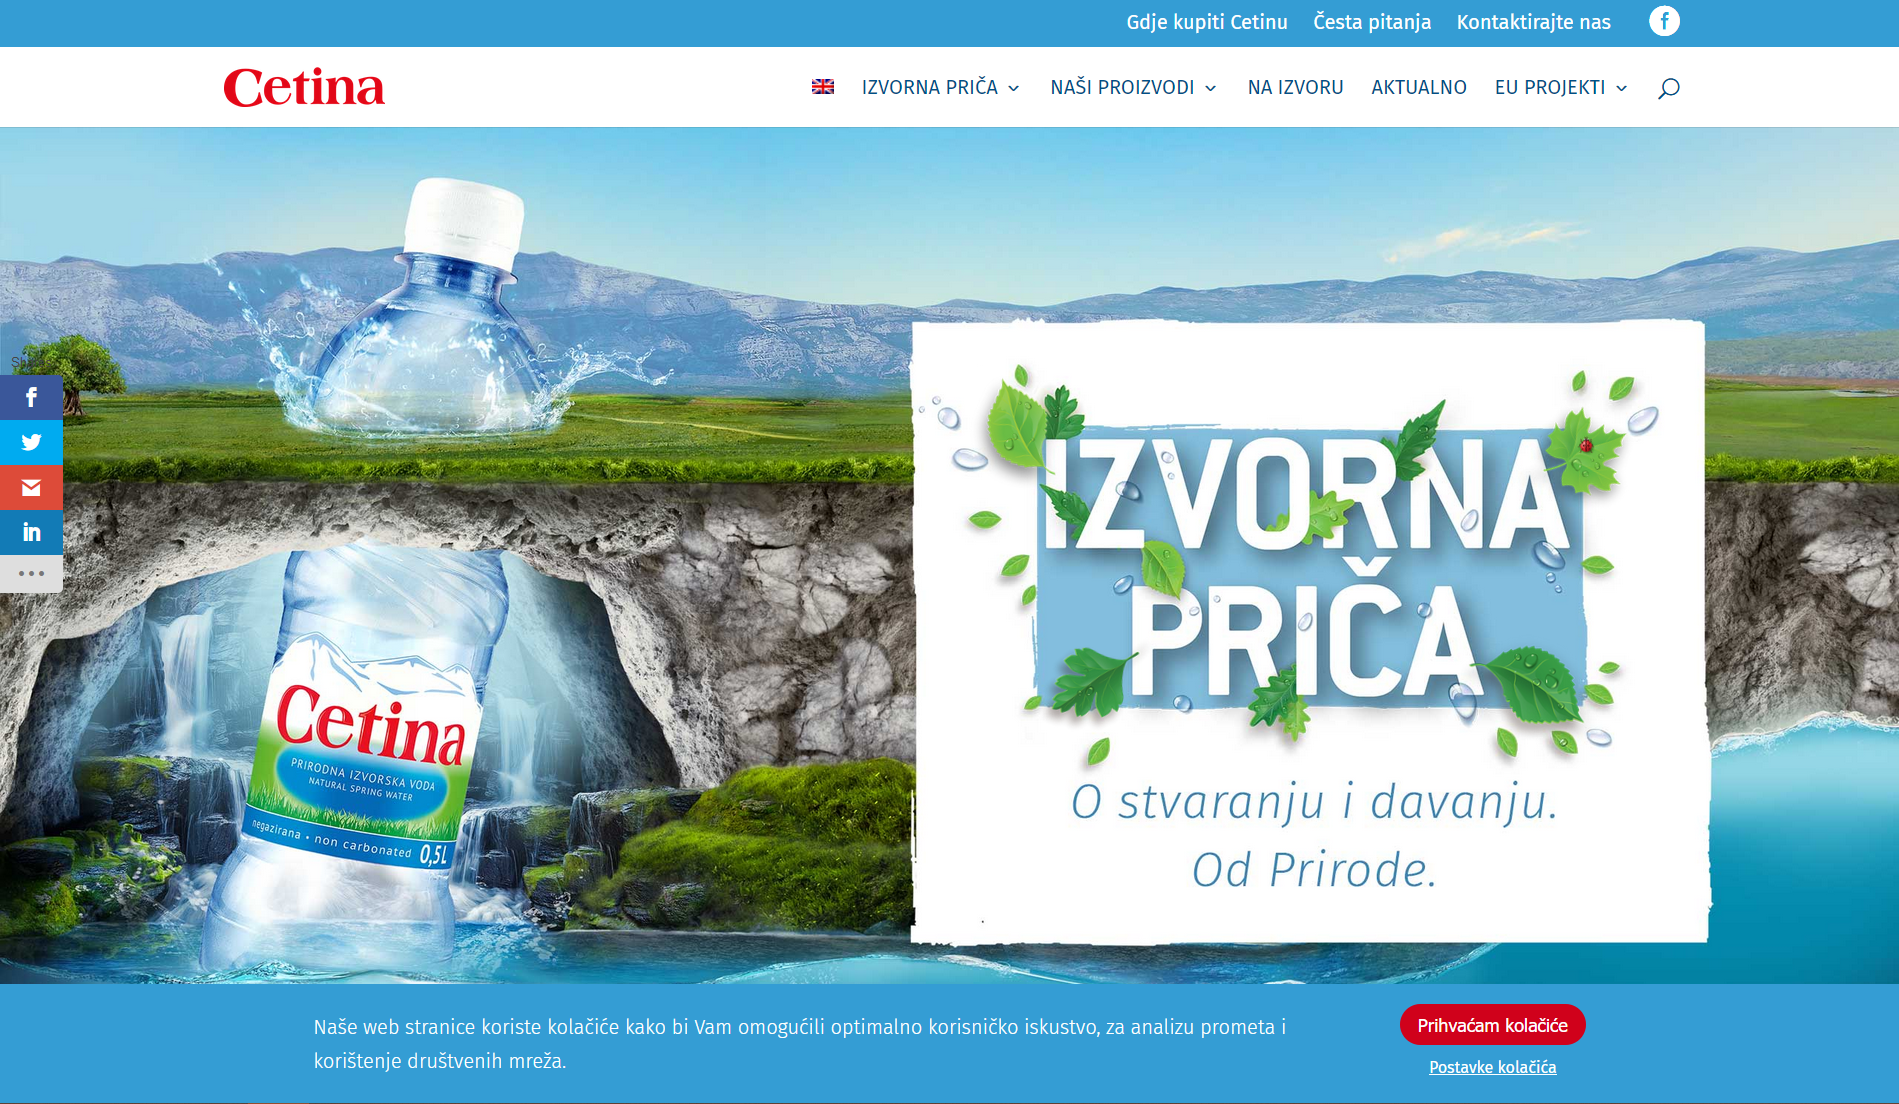 Gdje kupiti Cetinu Česta pitanja Kontaktirajte nas
Cetina
IZVORNA PRIČA NAŠI PROIZVODI NA IZVORU AKTUALNO EU PROJEKTI
IZVORNA
PRIČA
O stvaranju i davanju.
Od Prirode.
Cetina
PRIRODNA IZVORSKA VODA
NATURAL SPRING WATER
negazirana • non carbonated 0,5L
Naše web stranice koriste kolačiće kako bi Vam omogućili optimalno korisničko iskustvo, za analizu prometa i
korištenje društvenih mreža.
Prihvaćam kolačiće
Postavke kolačića